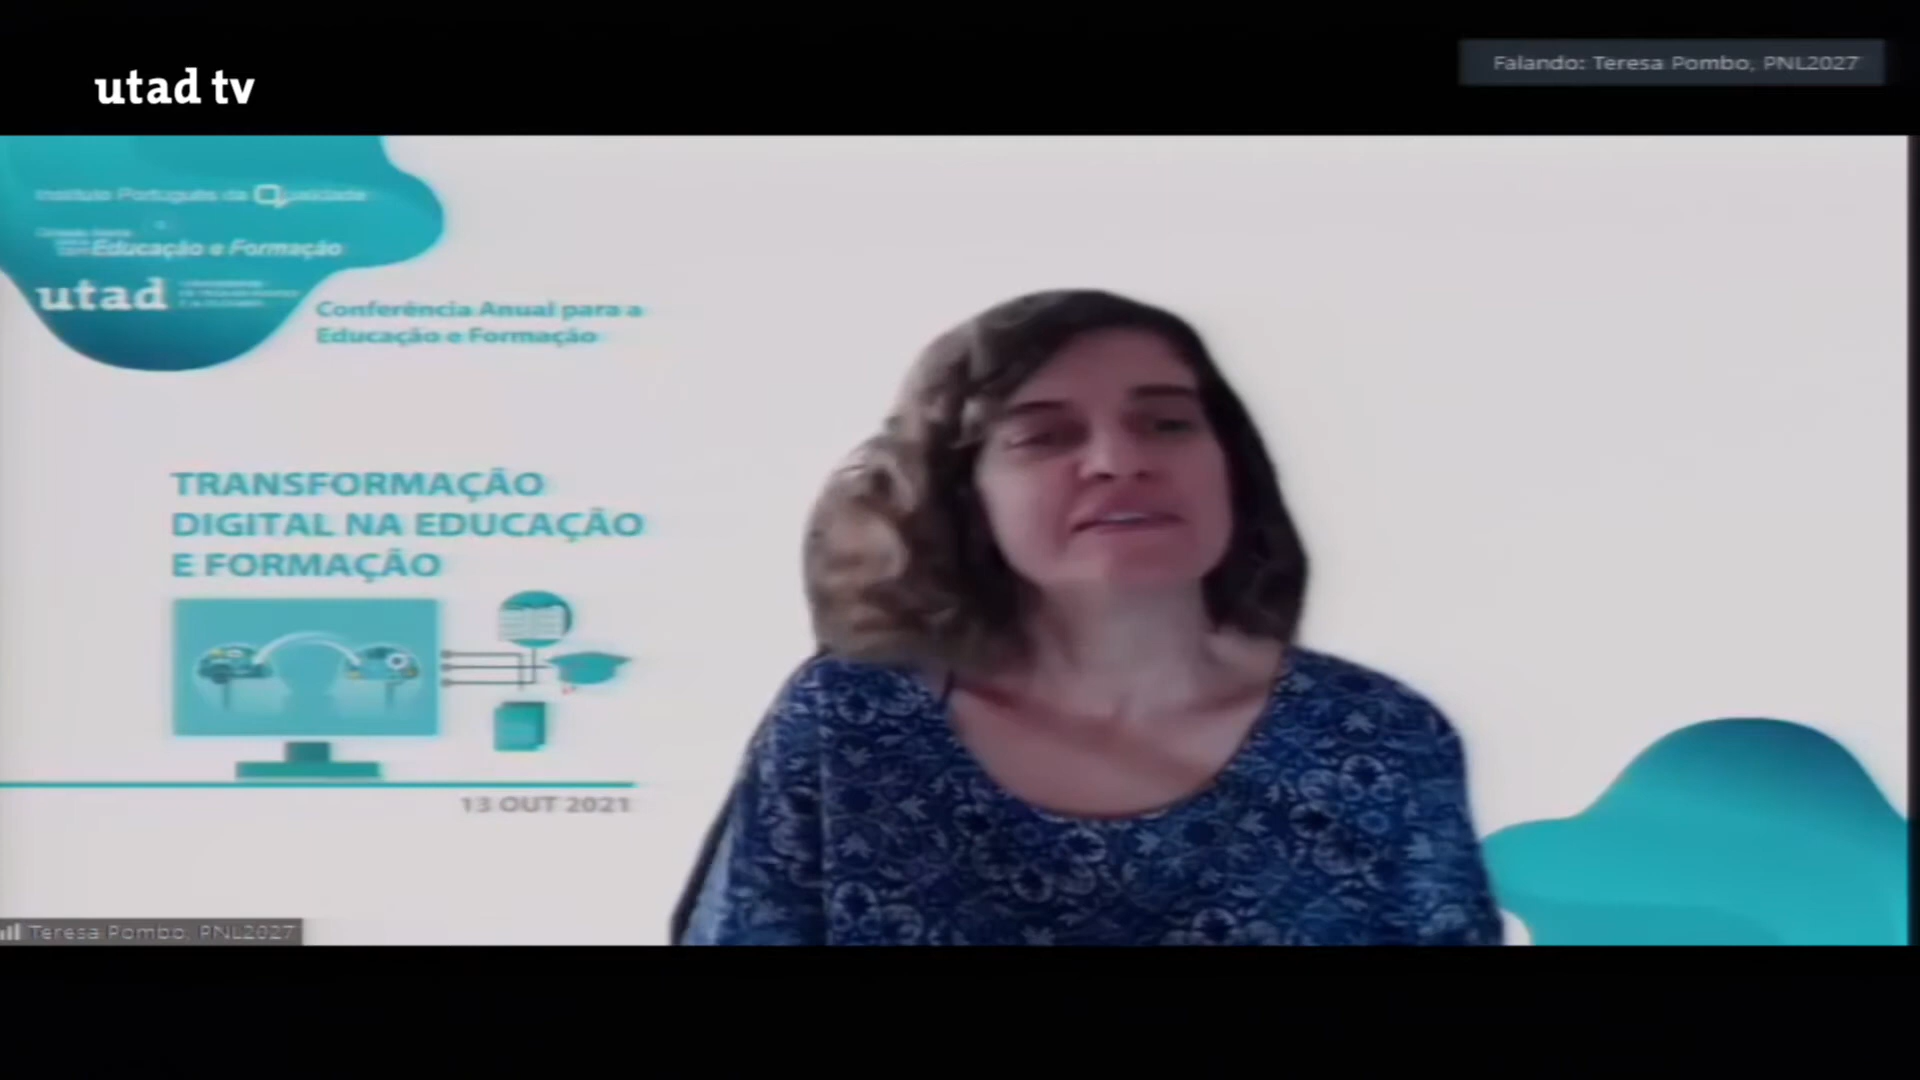 utad tv
Falando: Teresa Pombo, PNL2027
Instituto Português da Qualidade
Educação e Formação
utad
Conferência Anual para a
Educação e Formação
TRANSFORMAÇÃO
DIGITAL NA EDUCAÇÃO
E FORMAÇÃO
13 OUT 2021
Teresa Pombo, PNL2027